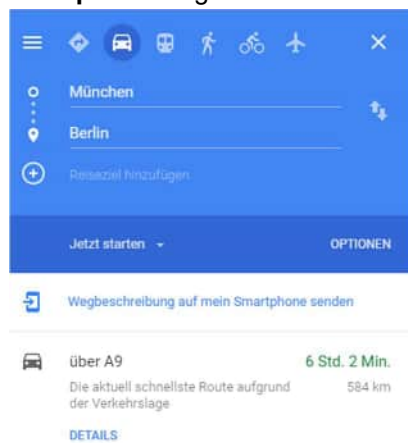 München
Berlin
Reiseziel hinzufügen
Jetzt starten OPTIONEN
Wegbeschreibung auf mein Smartphone senden
über A9 6 Std. 2 Min.
Die aktuell schnellste Route aufgrund 584 km
der Verkehrslage
DETAILS